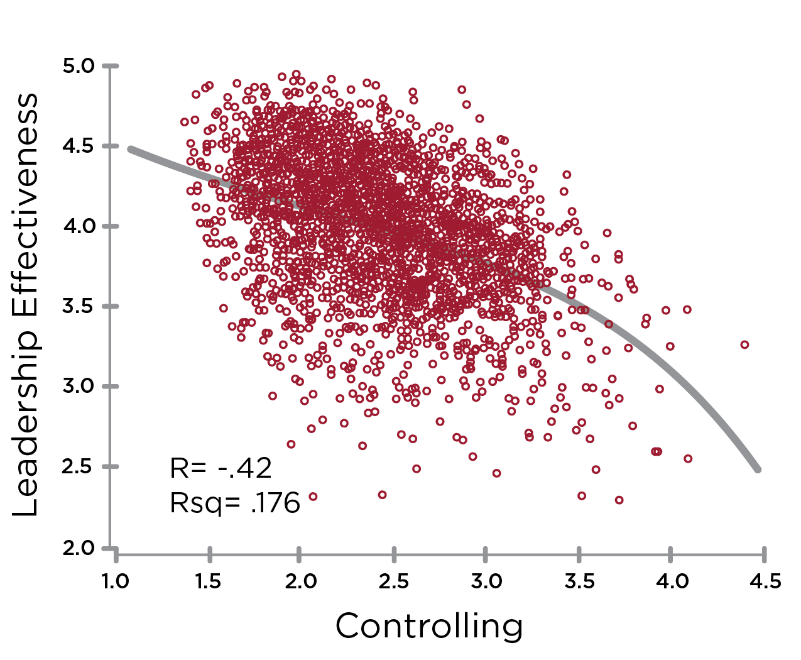 Leadership Effectiveness
5.0
4.5
4.0
3.5
3.0
2.5
2.0
R= -.42
Rsq= .176
1.0 1.5 2.0 2.5 3.0 3.5 4.0 4.5
Controlling